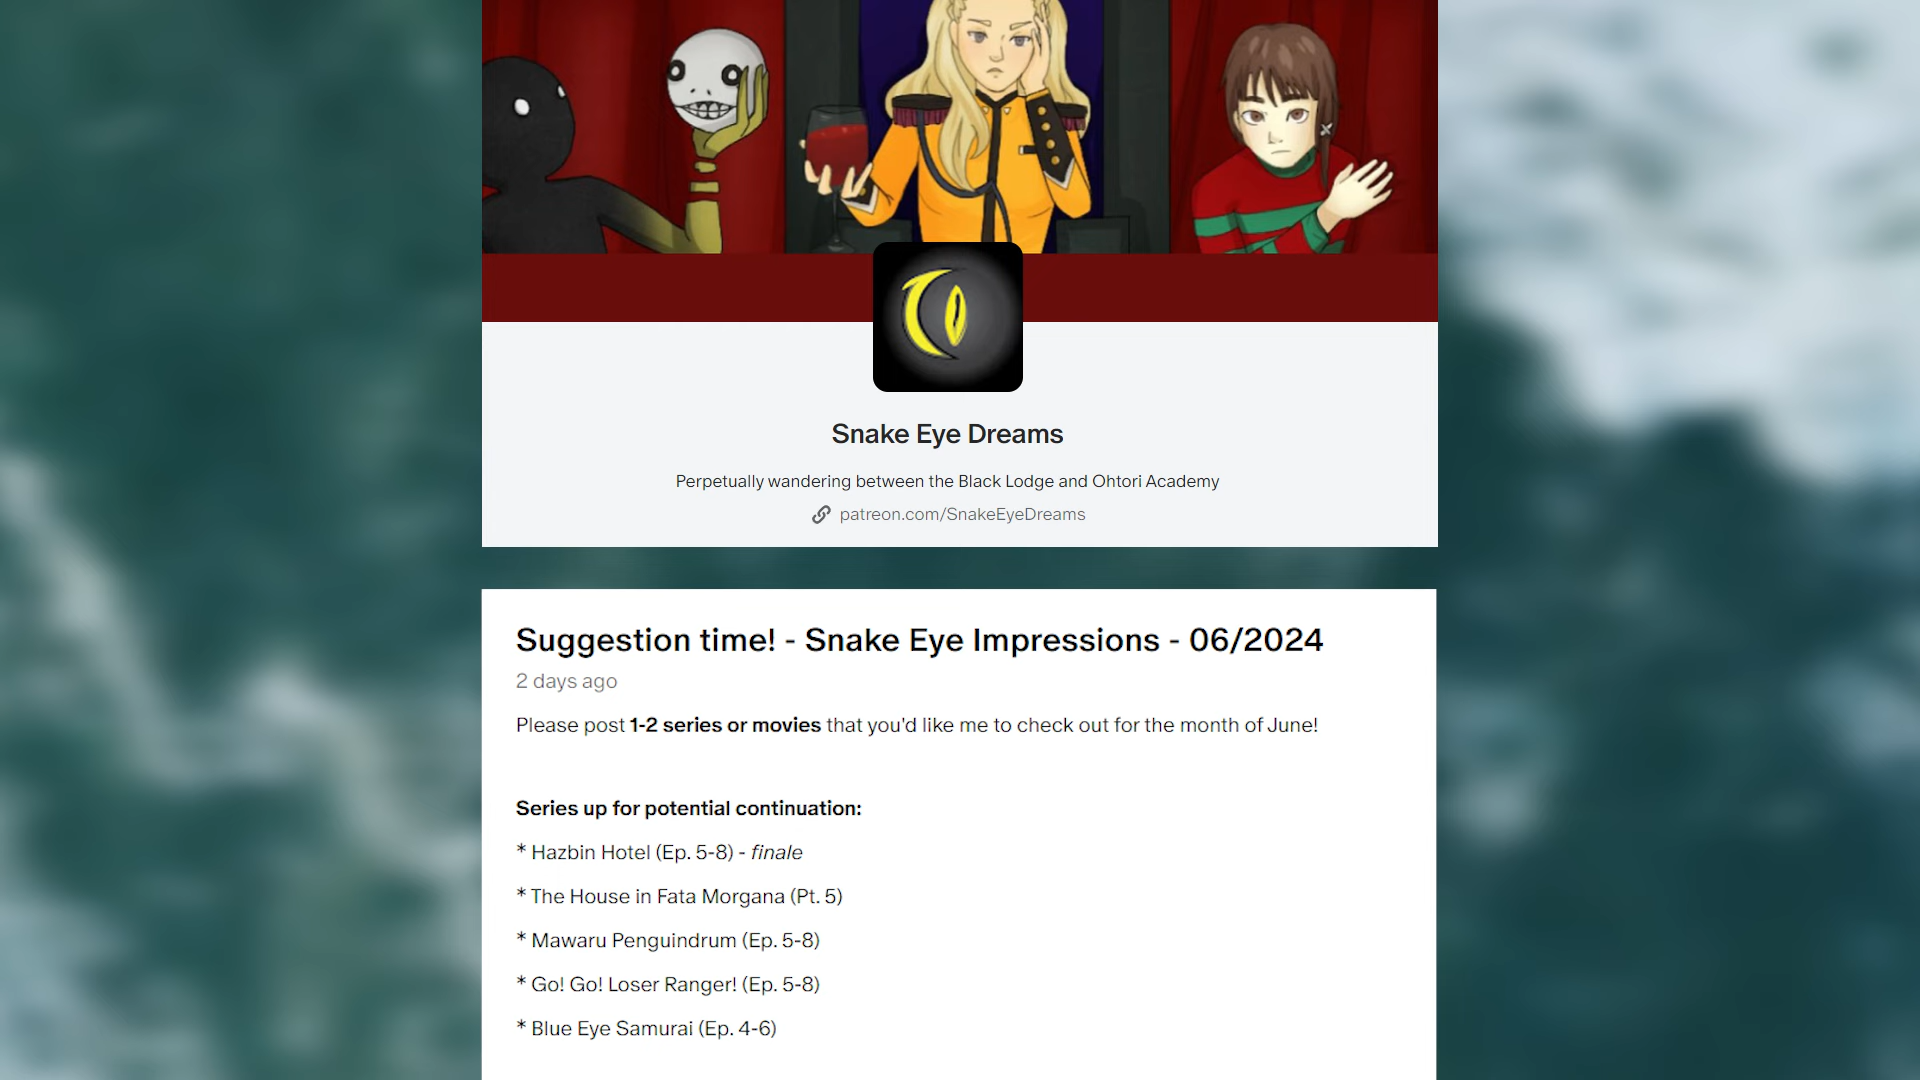 Snake Eye Dreams
Perpetually wandering between the Black Lodge and Ohtori Academy
patreon.com/SnakeEyeDreams
Suggestion time! - Snake Eye Impressions - 06/2024
2 days ago
Please post 1-2 series or movies that you'd like me to check out for the month of June!
Series up for potential continuation:
* Hazbin Hotel (Ep. 5-8) - finale
* The House in Fata Morgana (Pt. 5)
* Mawaru Penguindrum (Ep. 5-8)
* Go! Go! Loser Ranger! (Ep. 5-8)
* Blue Eye Samurai (Ep. 4-6)